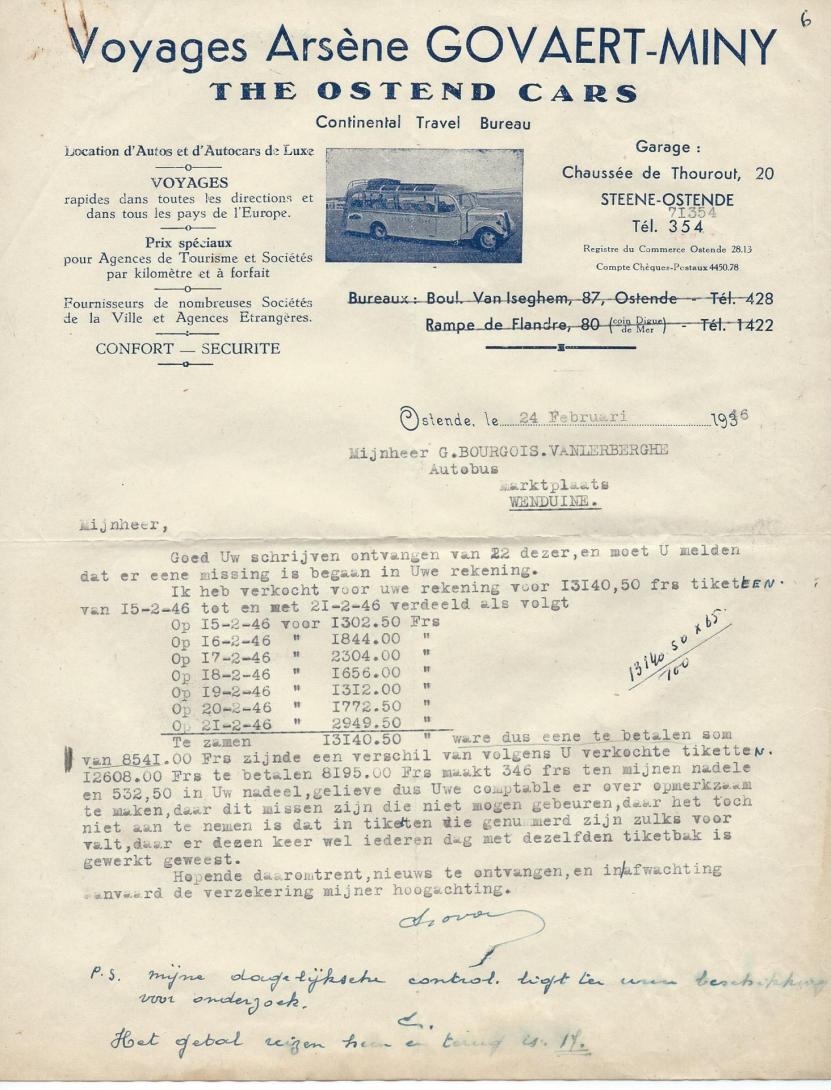 6
Voyages Arsène GOVAERT-MINY
THE OSTEND CARS
Continental Travel Bureau
Location d'Autos et d'Autocars de Luxe
VOYAGES
rapides dans toutes les directions et
dans tous les pays de l'Europe.
Prix spéciaux
pour Agences de Tourisme et Sociétés
par kilomètre et à forfait
Fournisseurs de nombreuses Sociétés
de la Ville et Agences Etrangères.
CONFORT — SECURITE
Garage :
Chaussée de Thourout, 20
STEENE-OSTENDE
71354
Tél. 354
Registre du Commerce Ostende 28.13
Compte Chèques-Postaux 4450.78
Bureaux : Boul. Van Iseghem, 87, Ostende - Tél. 428
Rampe de Flandre, 80 (coin Digue de Mer) - Tél. 1422
Ostende, le 24 Februari 1946
Mijnheer G.BOURGOIS.VANLERBERGHE
Autobus
Marktplaats
WENDUINE.
Mijnheer,
Goed Uw schrijven ontvangen van 22 dezer,en moet U melden
dat er eene missing is begaan in Uwe rekening.
Ik heb verkocht voor uwe rekening voor I3I40,50 frs tiketten.
van I5-2-46 tot en met 2I-2-46 verdeeld als volgt
Op I5-2-46 voor I302.50 Frs
Op I6-2-46 " I844.00 "
Op I7-2-46 " 2304.00 "
Op I8-2-46 " I656.00 "
Op I9-2-46 " I3I2.00 "
Op 20-2-46 " I772.50 "
Op 2I-2-46 " 2949.50 "
Te zamen I3I40.50 " ware dus eene te betalen som
13140.50 x 65.
100
van 854I.00 Frs zijnde een verschil van volgens U verkochte tiketten.
I2608.00 Frs te betalen 8I95.00 Frs maakt 346 frs ten mijnen nadele
en 532,50 in Uw nadeel,gelieve dus Uwe comptable er over opmerkzaam
te maken,daar dit missen zijn die niet mogen gebeuren,daar het toch
niet aan te nemen is dat in tiketten die genummerd zijn zulks voor
valt,daar er dezen keer wel iederen dag met dezelfden tiketbak is
gewerkt geweest.
Hopende daaromtrent,nieuws te ontvangen,en in/afwachting
aanvaard de verzekering mijner hoogachting.
P.S. mijne dagelijksche control. ligt ter uwer beschikking
voor onderzoek.
Het getal reizen heen en terug is 14.